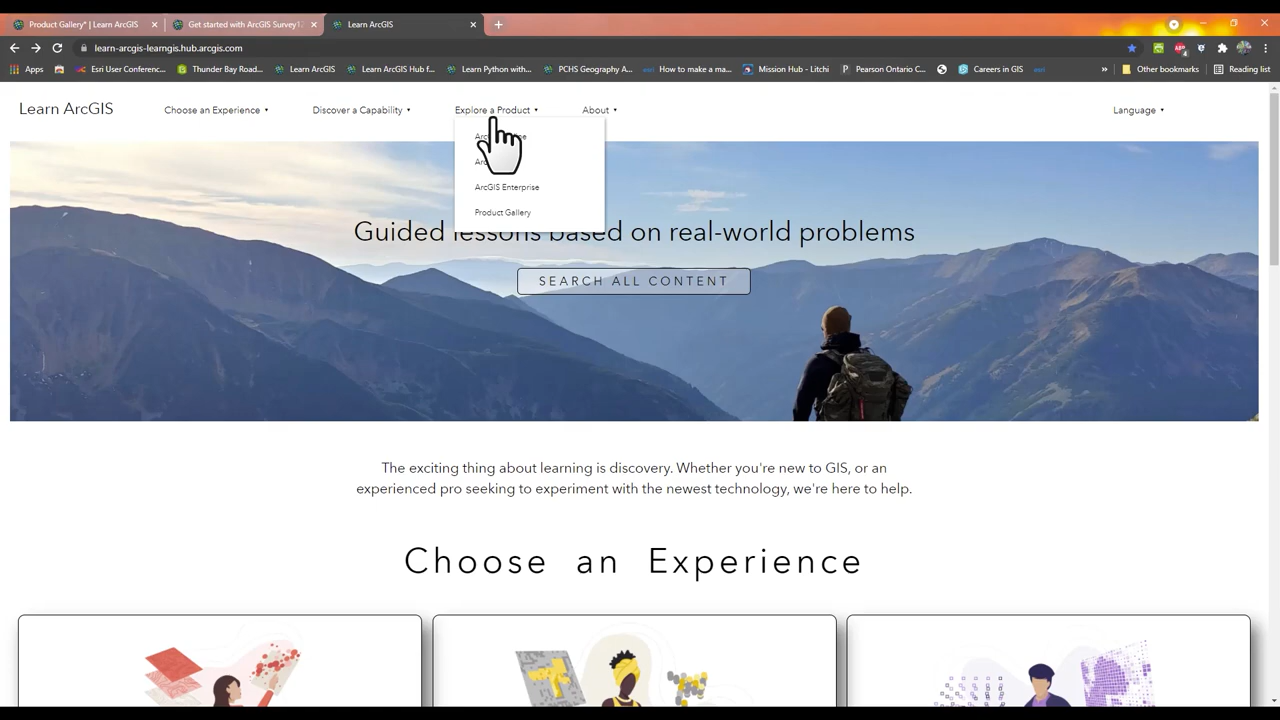 Product Gallery* | Learn ArcGIS
Get started with ArcGIS Survey12
Learn ArcGIS
learn-arcgis-learngis.hub.arcgis.com
Apps
Esri User Conferenc...
Thunder Bay Road...
Learn ArcGIS
Learn ArcGIS Hub f...
Learn Python with...
PCHS Geography A...
How to make a ma...
Mission Hub - Litchi
Pearson Ontario C...
Careers in GIS
esri
Other bookmarks
Reading list
Learn ArcGIS
Choose an Experience
Discover a Capability
Explore a Product
About
Language
ArcGIS Enterprise
Product Gallery
Guided lessons based on real-world problems
SEARCH ALL CONTENT
The exciting thing about learning is discovery. Whether you're new to GIS, or an
experienced pro seeking to experiment with the newest technology, we're here to help.
Choose an Experience